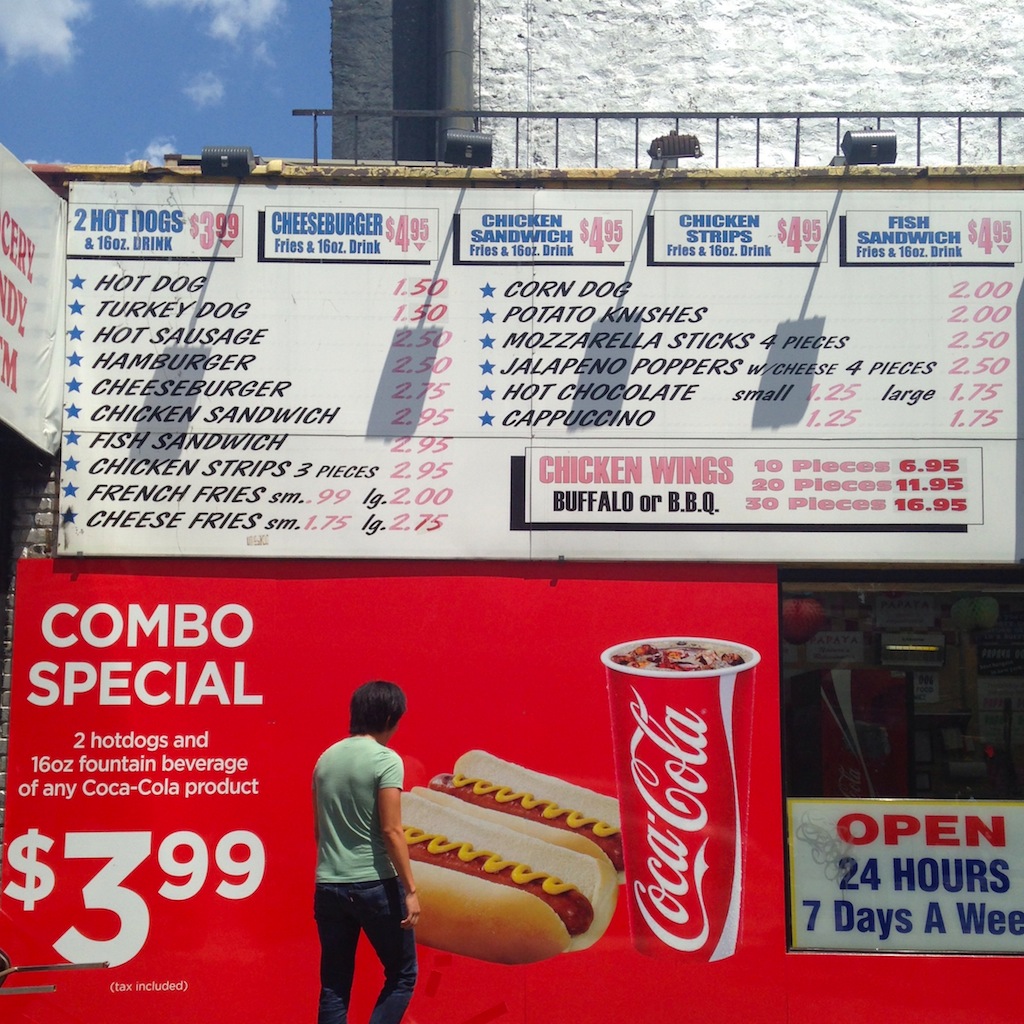 CERY
NDY
M
2 HOT DOGS $3.99
& 16oz. DRINK
CHEESEBURGER $4.95
Fries & 16oz. Drink
CHICKEN
SANDWICH $4.95
Fries & 16oz. Drink
CHICKEN
STRIPS $4.95
Fries & 16oz. Drink
FISH
SANDWICH $4.95
Fries & 16oz. Drink
HOT DOG 1.50
TURKEY DOG 1.50
HOT SAUSAGE 2.50
HAMBURGER 2.50
CHEESEBURGER 2.75
CHICKEN SANDWICH 2.95
FISH SANDWICH 2.95
CHICKEN STRIPS 3 PIECES 2.95
FRENCH FRIES sm. .99 lg. 2.00
CHEESE FRIES sm. 1.75 lg. 2.75
CORN DOG 2.00
POTATO KNISHES 2.00
MOZZARELLA STICKS 4 PIECES 2.50
JALAPENO POPPERS W/CHEESE 4 PIECES 2.50
HOT CHOCOLATE small 1.25 large 1.75
CAPPUCCINO 1.25 1.75
CHICKEN WINGS
BUFFALO or B.B.Q.
10 Pieces 6.95
20 Pieces 11.95
30 Pieces 16.95
COMBO
SPECIAL
2 hotdogs and
16oz fountain beverage
of any Coca-Cola product
$3.99
(tax included)
Coca-Cola
PAPAYA
PAPAYA
OPEN
24 HOURS
7 Days A Wee